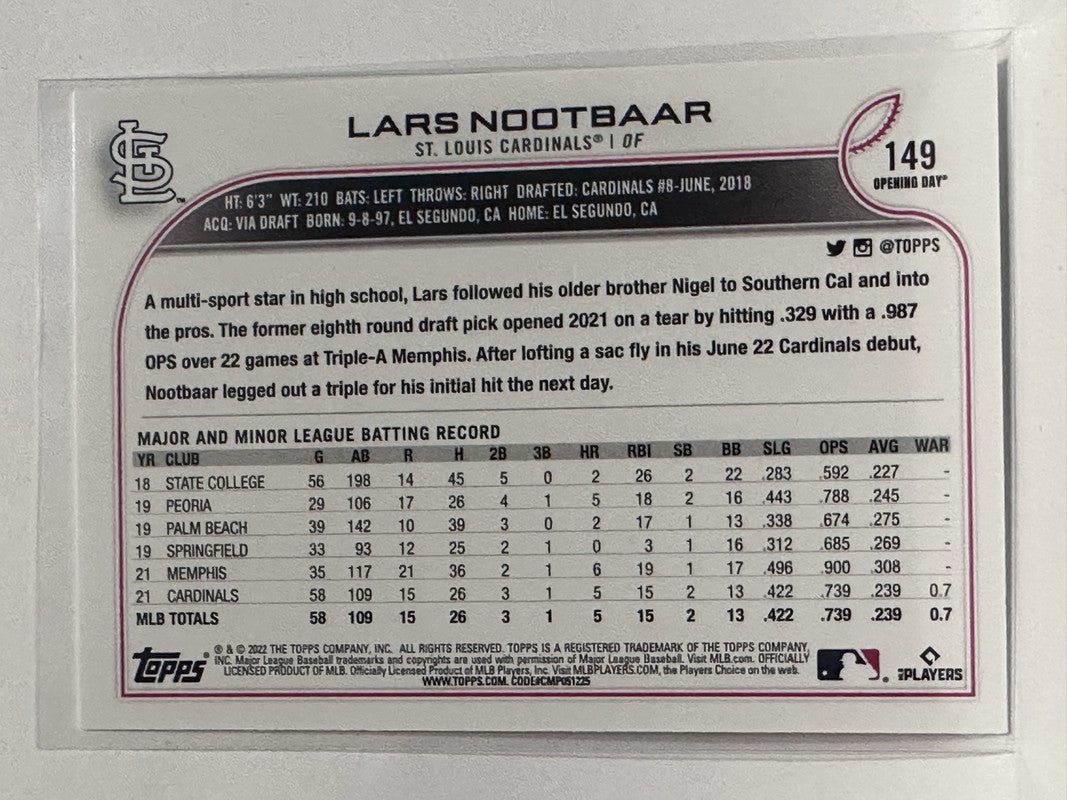 LARS NOOTBAAR
ST. LOUIS CARDINALS® | OF
149
OPENING DAY®
HT: 6'3" WT: 210 BATS: LEFT THROWS: RIGHT DRAFTED: CARDINALS #8-JUNE, 2018
ACQ: VIA DRAFT BORN: 9-8-97, EL SEGUNDO, CA HOME: EL SEGUNDO, CA
@TOPPS
A multi-sport star in high school, Lars followed his older brother Nigel to Southern Cal and into
the pros. The former eighth round draft pick opened 2021 on a tear by hitting .329 with a .987
OPS over 22 games at Triple-A Memphis. After lofting a sac fly in his June 22 Cardinals debut,
Nootbaar legged out a triple for his initial hit the next day.
MAJOR AND MINOR LEAGUE BATTING RECORD
YR CLUB G AB R H 2B 3B HR RBI SB BB SLG OPS AVG WAR
18 STATE COLLEGE 56 198 14 45 5 0 2 26 2 22 .283 .592 .227 -
19 PEORIA 29 106 17 26 4 1 5 18 2 16 .443 .788 .245 -
19 PALM BEACH 39 142 10 39 3 0 2 17 1 13 .338 .674 .275 -
19 SPRINGFIELD 33 93 12 25 2 1 0 3 1 16 .312 .685 .269 -
21 MEMPHIS 35 117 21 36 2 1 6 19 1 17 .496 .900 .308 -
21 CARDINALS 58 109 15 26 3 1 5 15 2 13 .422 .739 .239 0.7
MLB TOTALS 58 109 15 26 3 1 5 15 2 13 .422 .739 .239 0.7
TOPPS® ® & © 2022 THE TOPPS COMPANY, INC. ALL RIGHTS RESERVED. TOPPS IS A REGISTERED TRADEMARK OF THE TOPPS COMPANY,
INC. Major League Baseball trademarks and copyrights are used with permission of Major League Baseball. Visit MLB.com. OFFICIALLY
LICENSED PRODUCT OF MLB. Officially Licensed Product of MLB Players, Inc. Visit MLBPLAYERS.COM, the Players Choice on the web.
WWW.TOPPS.COM. CODE#CMP051225
MLB PLAYERS